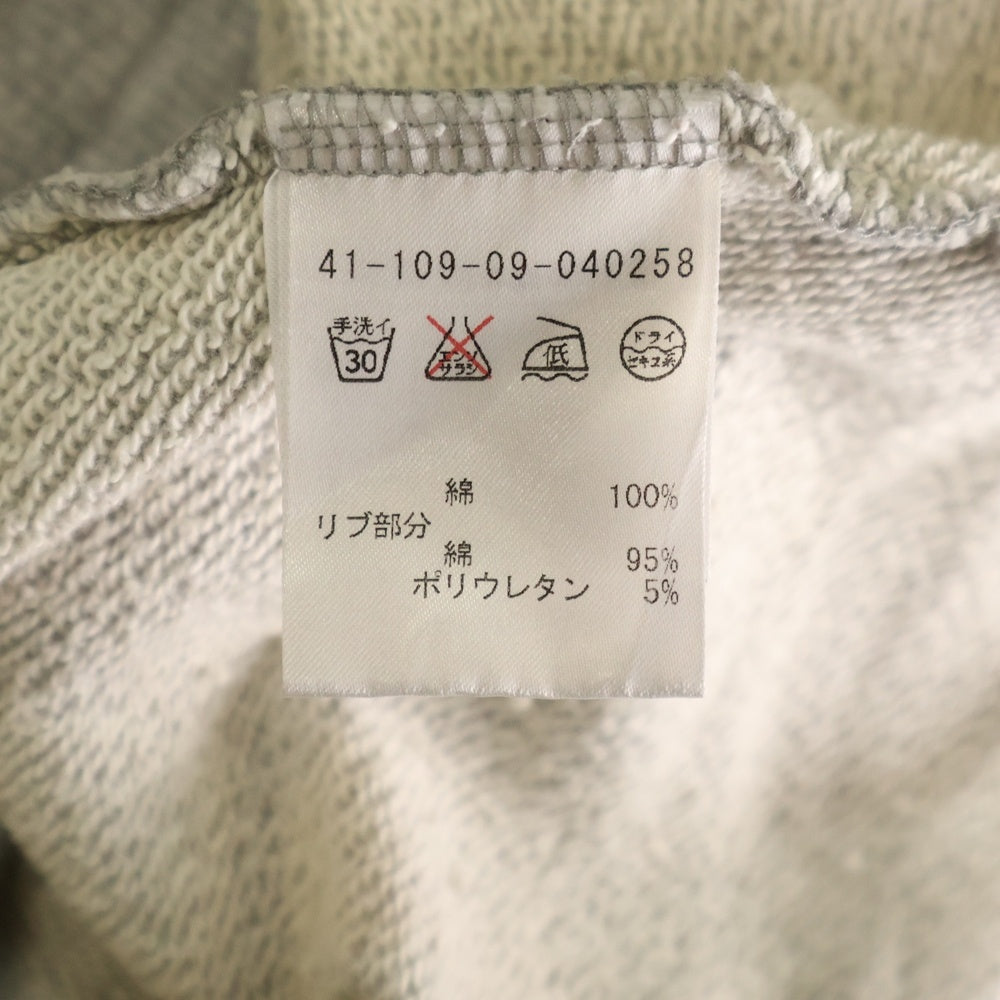 41-109-09-040258
手洗イ 30 エンソ サラシ 低 ドライ セキユ系
綿 100%
リブ部分
綿 95%
ポリウレタン 5%